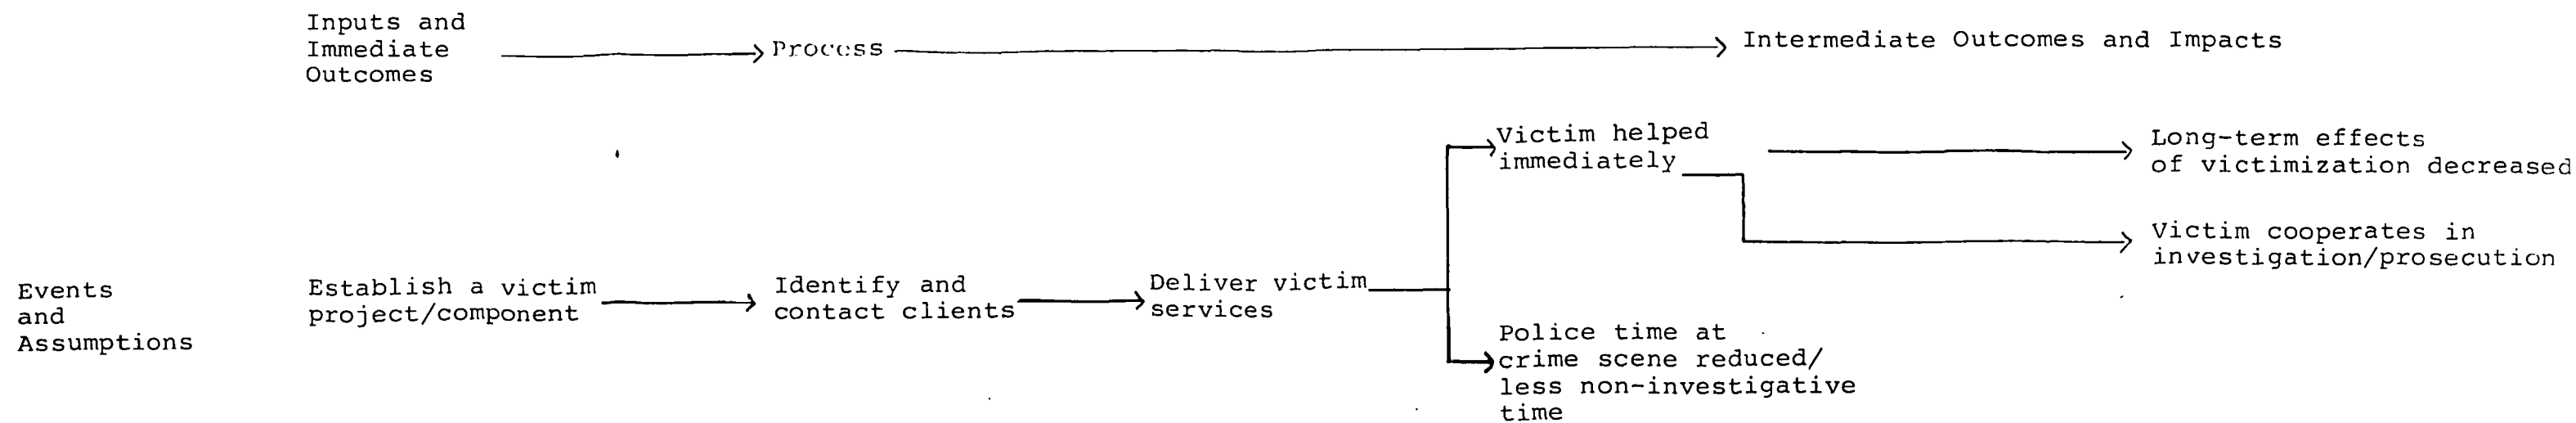 Inputs and
Immediate
Outcomes
Process
Intermediate Outcomes and Impacts
Victim helped
immediately
Long-term effects
of victimization decreased
Victim cooperates in
investigation/prosecution
Events
and
Assumptions
Establish a victim
project/component
Identify and
contact clients
Deliver victim
services
Police time at
crime scene reduced/
less non-investigative
time